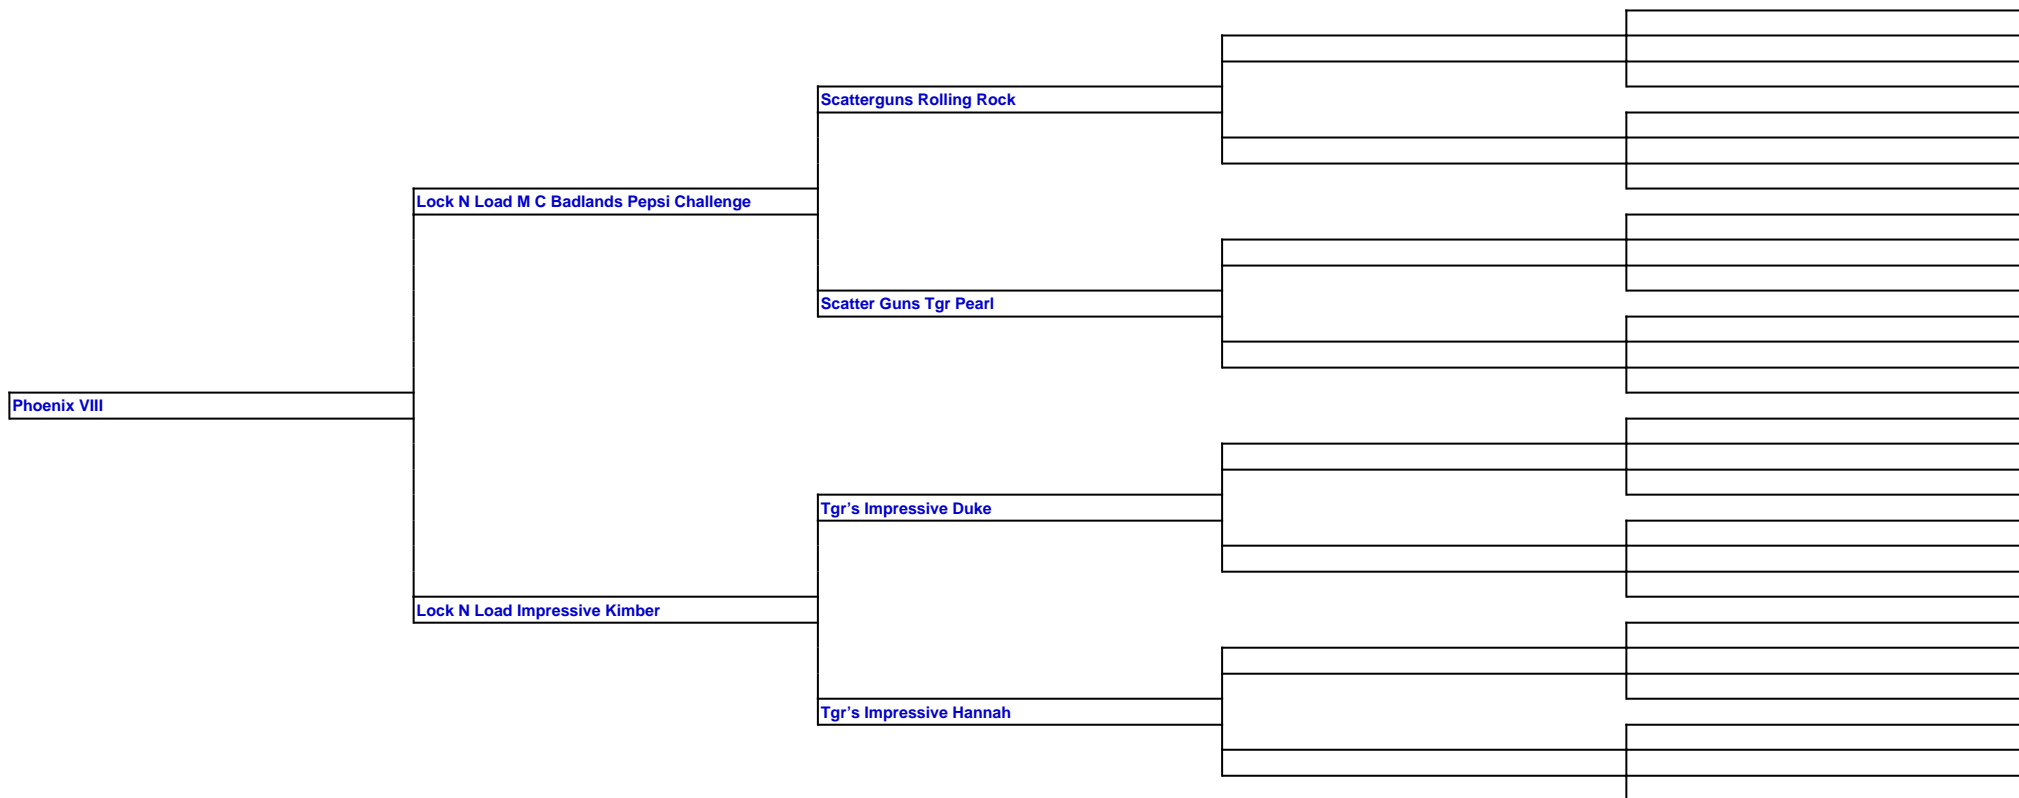 Scatterguns Rolling Rock
Lock N Load M C Badlands Pepsi Challenge
Scatter Guns Tgr Pearl
Phoenix VIII
Tgr’s Impressive Duke
Lock N Load Impressive Kimber
Tgr’s Impressive Hannah